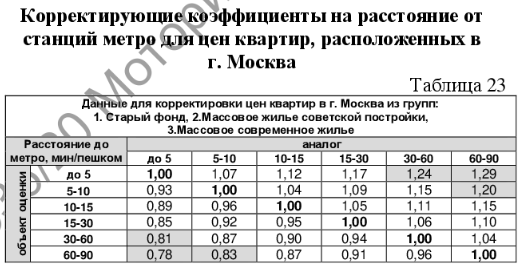 Корректирующие коэффициенты на расстояние от
станций метро для цен квартир, расположенных в
г. Москва
Таблица 23
Данные для корректировки цен квартир в г. Москва из групп:
1. Старый фонд, 2.Массовое жилье советской постройки,
3.Массовое современное жилье
Расстояние до метро, мин/пешком
аналог
до 5 5-10 10-15 15-30 30-60 60-90
объект оценки
до 5 1,00 1,07 1,12 1,17 1,24 1,29
5-10 0,93 1,00 1,04 1,09 1,15 1,20
10-15 0,89 0,96 1,00 1,05 1,11 1,15
15-30 0,85 0,92 0,95 1,00 1,06 1,10
30-60 0,81 0,87 0,90 0,94 1,00 1,04
60-90 0,78 0,83 0,87 0,91 0,96 1,00